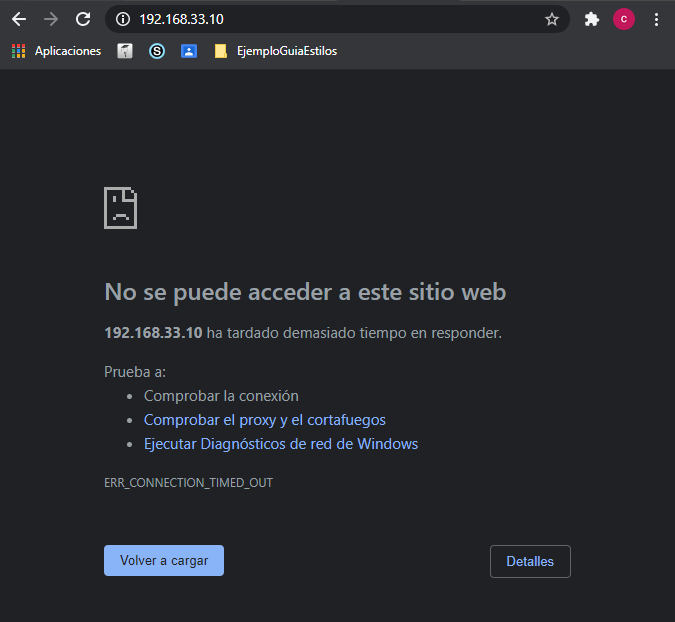 192.168.33.10
C
Aplicaciones
S
EjemploGuiaEstilos
No se puede acceder a este sitio web
192.168.33.10 ha tardado demasiado tiempo en responder.
Prueba a:
• Comprobar la conexión
• Comprobar el proxy y el cortafuegos
• Ejecutar Diagnósticos de red de Windows
ERR_CONNECTION_TIMED_OUT
Volver a cargar
Detalles